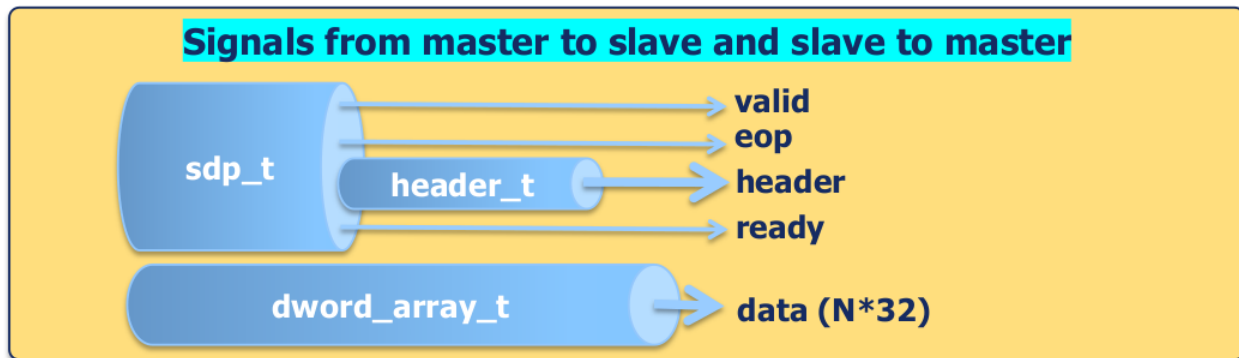 Signals from master to slave and slave to master
valid
eop
sdp_t
header_t
header
ready
dword_array_t
data (N*32)